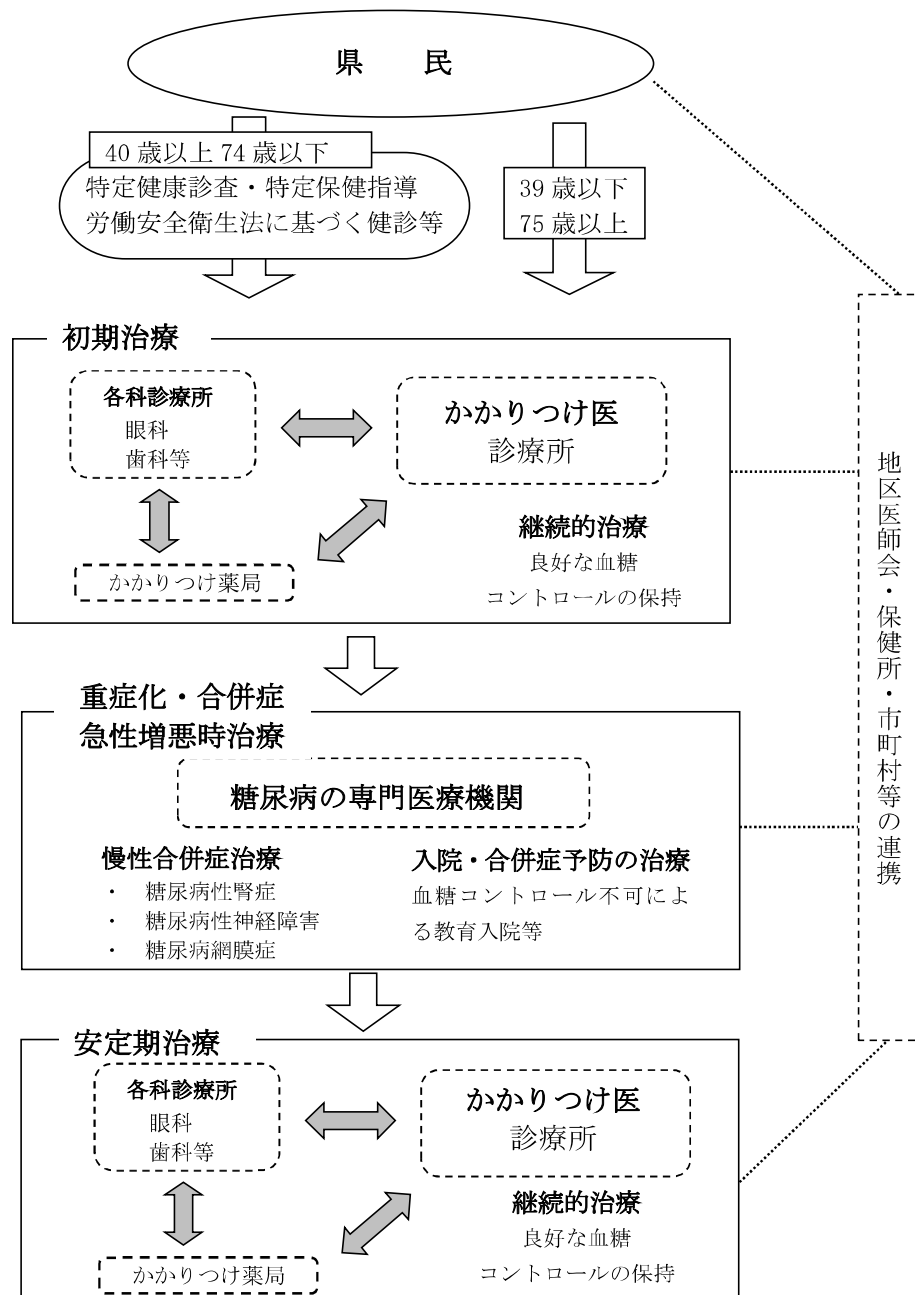 県　民
40 歳以上 74 歳以下
特定健康診査・特定保健指導
労働安全衛生法に基づく健診等
39 歳以下
75 歳以上
初期治療
各科診療所
眼科
歯科等
かかりつけ医
診療所
かかりつけ薬局
継続的治療
良好な血糖
コントロールの保持
重症化・合併症
急性増悪時治療
糖尿病の専門医療機関
慢性合併症治療
・ 糖尿病性腎症
・ 糖尿病性神経障害
・ 糖尿病網膜症
入院・合併症予防の治療
血糖コントロール不可によ
る教育入院等
安定期治療
各科診療所
眼科
歯科等
かかりつけ医
診療所
かかりつけ薬局
継続的治療
良好な血糖
コントロールの保持
地区医師会・保健所・市町村等の連携